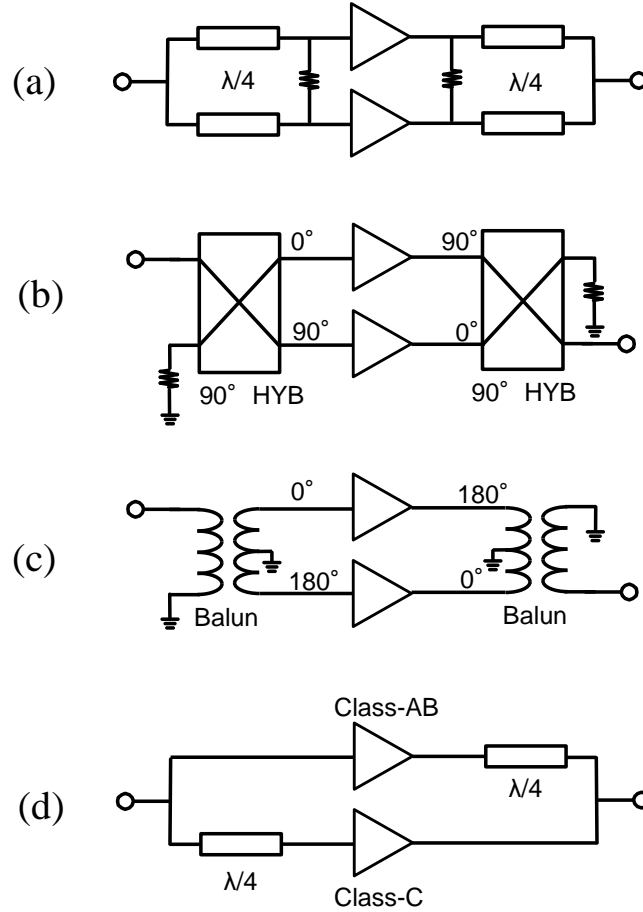 (a)
λ/4
λ/4
(b)
0°
90°
90°
0°
90° HYB
90° HYB
(c)
0°
180°
180°
0°
Balun
Balun
(d)
Class-AB
λ/4
λ/4
Class-C